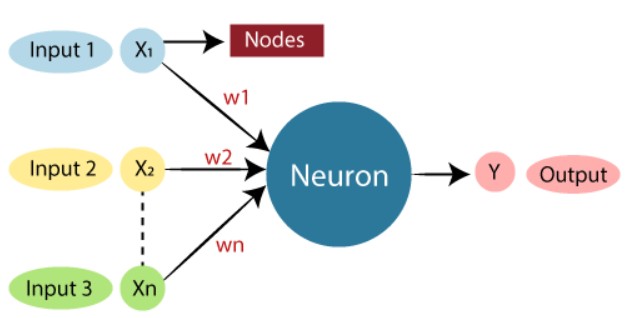 Input 1
X₁
Nodes
w1
Input 2
X₂
w2
Neuron
Y
Output
wn
Input 3
Xn